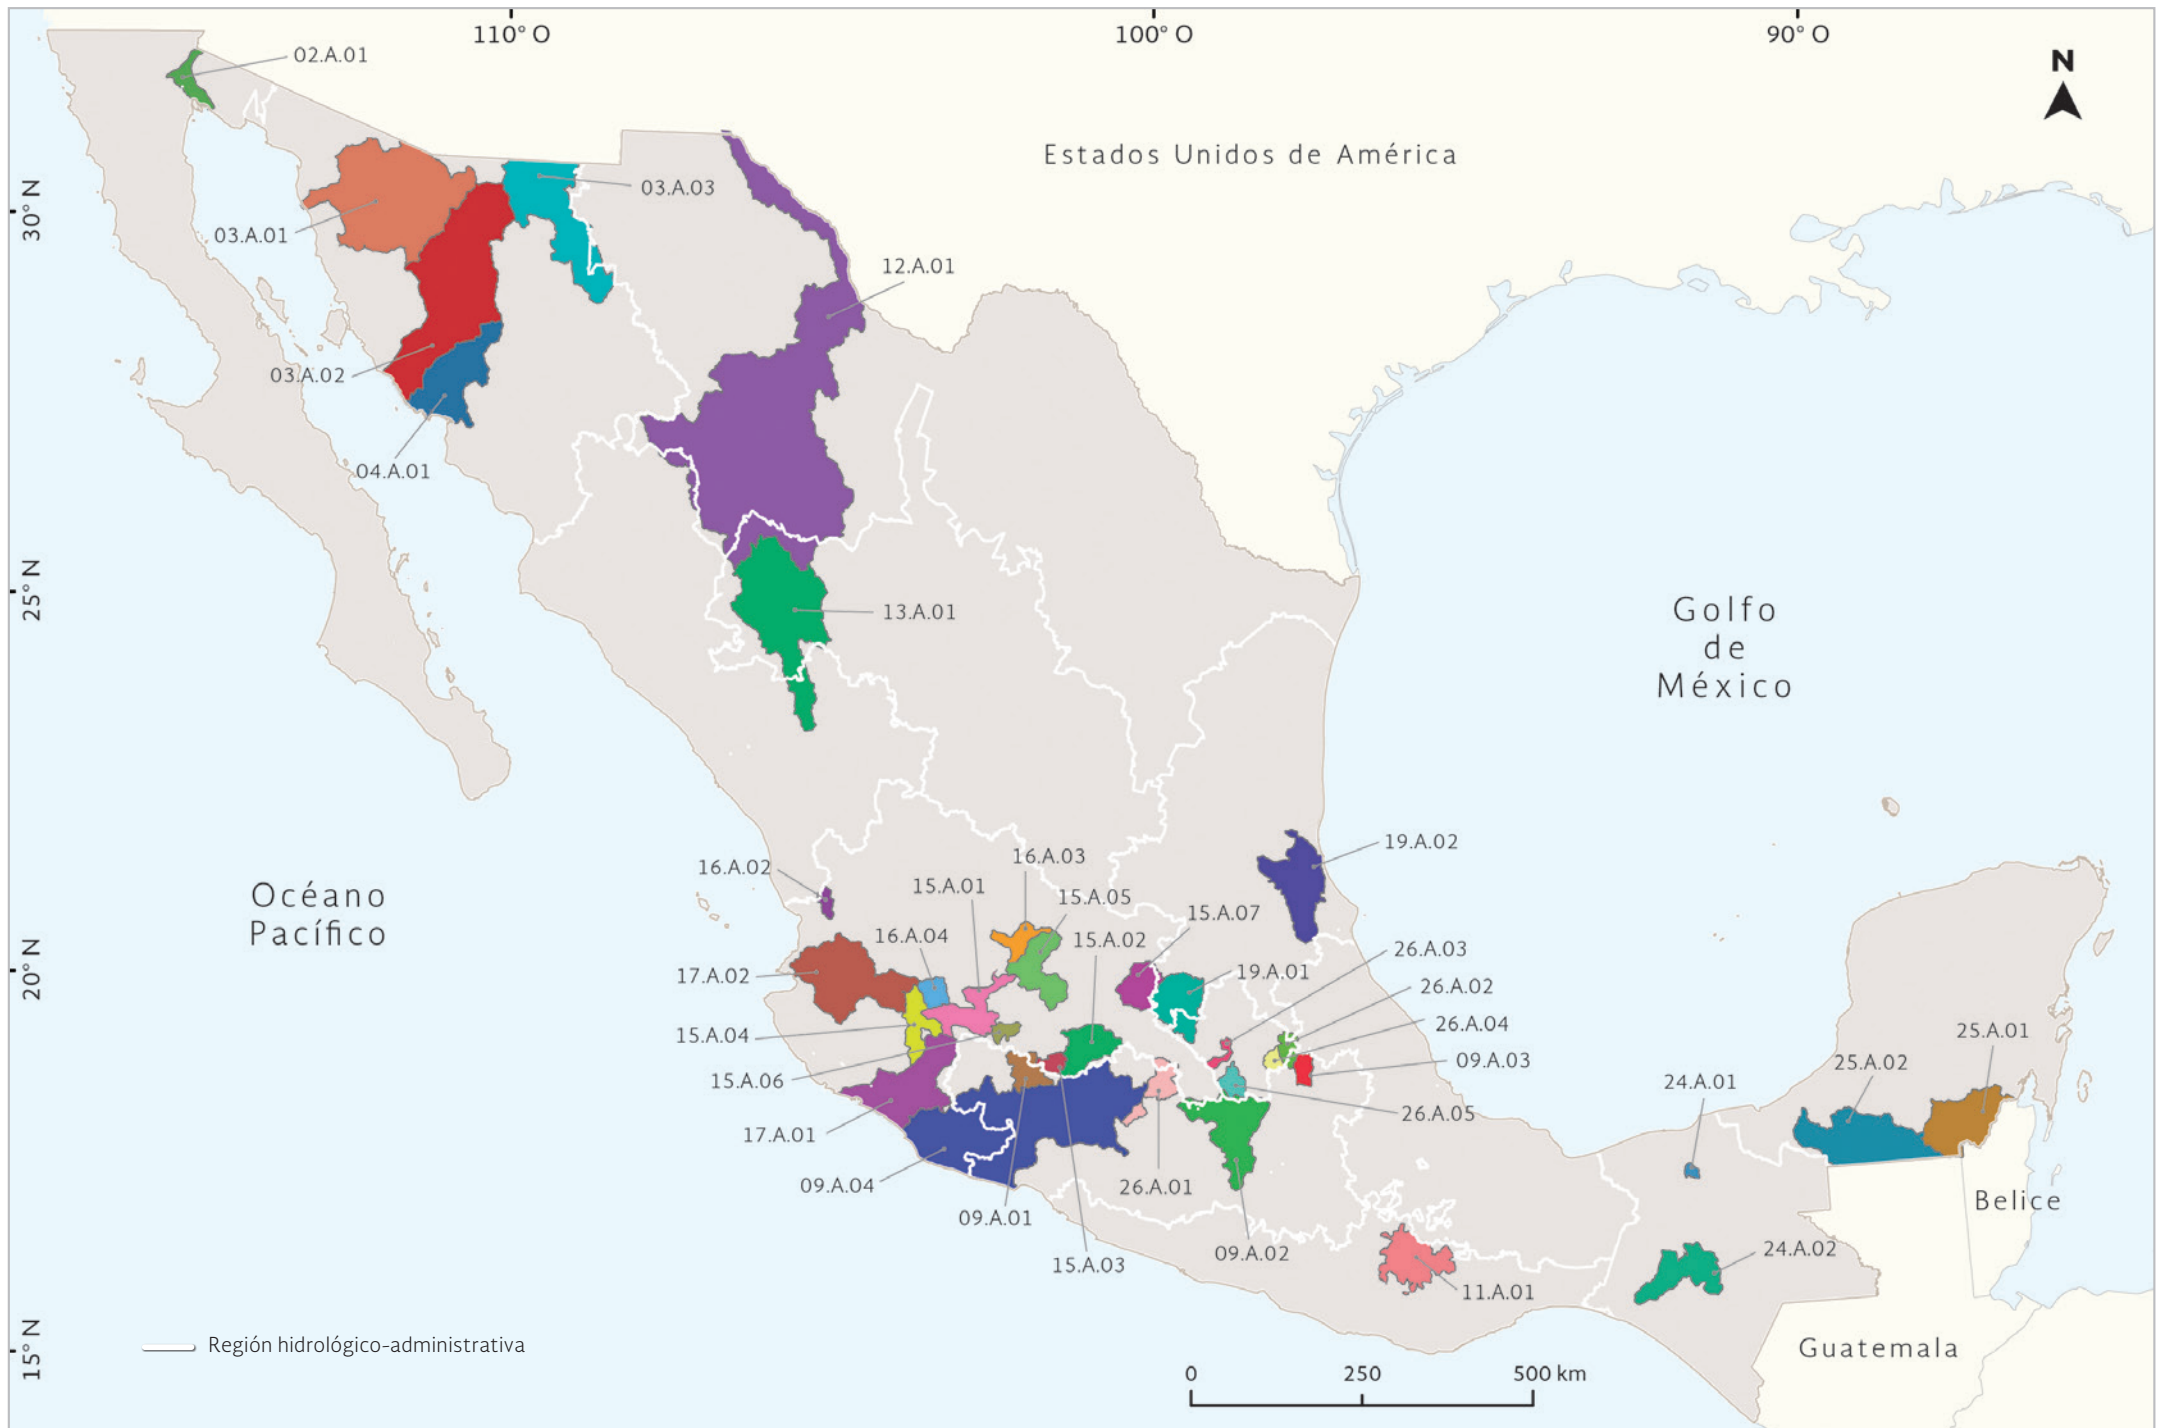 110° O
100° O
90° O
N
02.A.01
Estados Unidos de América
03.A.03
30° N
03.A.01
12.A.01
03.A.02
04.A.01
25° N
13.A.01
Golfo
de
México
19.A.02
16.A.03
16.A.02
15.A.01
15.A.05
Océano
Pacífico
15.A.07
16.A.04
15.A.02
26.A.03
20° N
17.A.02
19.A.01
26.A.02
26.A.04
15.A.04
25.A.01
09.A.03
25.A.02
15.A.06
24.A.01
26.A.05
17.A.01
09.A.04
26.A.01
Belice
09.A.01
09.A.02
24.A.02
15.A.03
11.A.01
15° N
Región hidrológico-administrativa
Guatemala
0 250 500 km